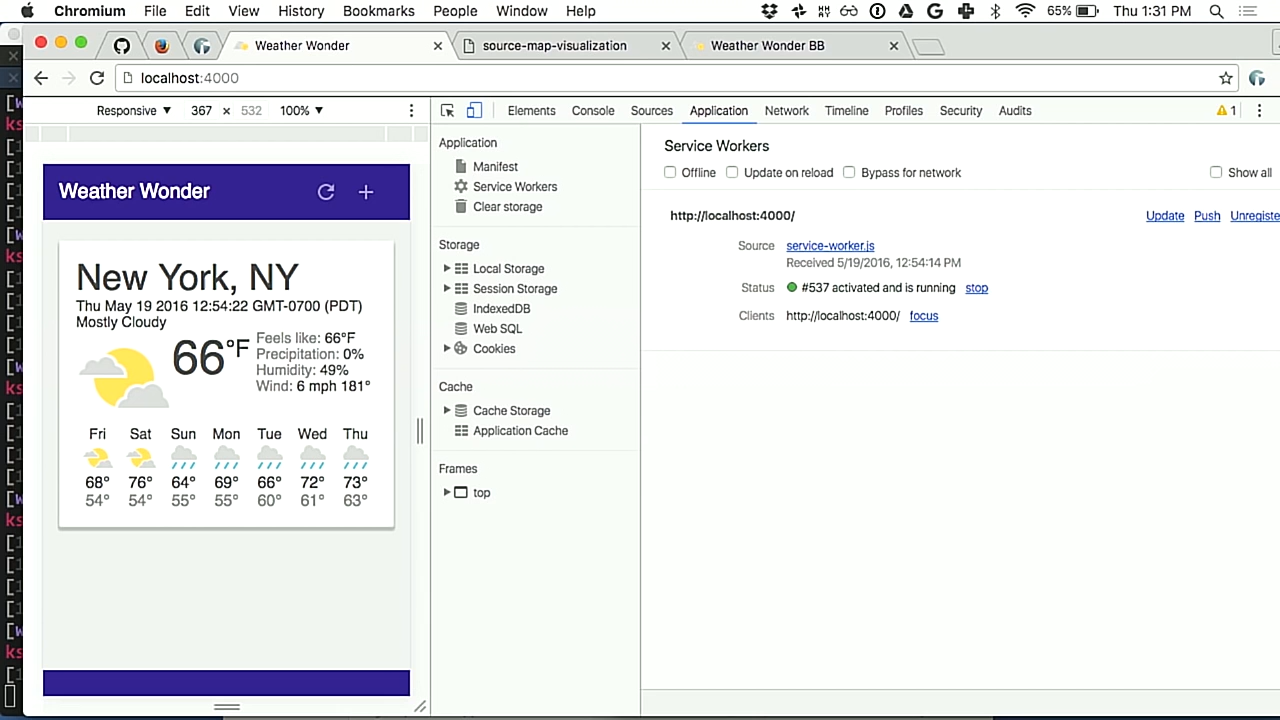 Chromium File Edit View History Bookmarks People Window Help 65% Thu 1:31 PM
Weather Wonder source-map-visualization Weather Wonder BB
localhost:4000
Responsive 367 × 532 100% Elements Console Sources Application Network Timeline Profiles Security Audits 1
Weather Wonder
New York, NY
Thu May 19 2016 12:54:22 GMT-0700 (PDT)
Mostly Cloudy
66°F
Feels like: 66°F
Precipitation: 0%
Humidity: 49%
Wind: 6 mph 181°
Fri Sat Sun Mon Tue Wed Thu
68° 76° 64° 69° 66° 72° 73°
54° 54° 55° 55° 60° 61° 63°
Application
Manifest
Service Workers
Clear storage
Storage
Local Storage
Session Storage
IndexedDB
Web SQL
Cookies
Cache
Cache Storage
Application Cache
Frames
top
Service Workers
Offline Update on reload Bypass for network Show all
http://localhost:4000/ Update Push Unregiste
Source service-worker.js
Received 5/19/2016, 12:54:14 PM
Status #537 activated and is running stop
Clients http://localhost:4000/ focus